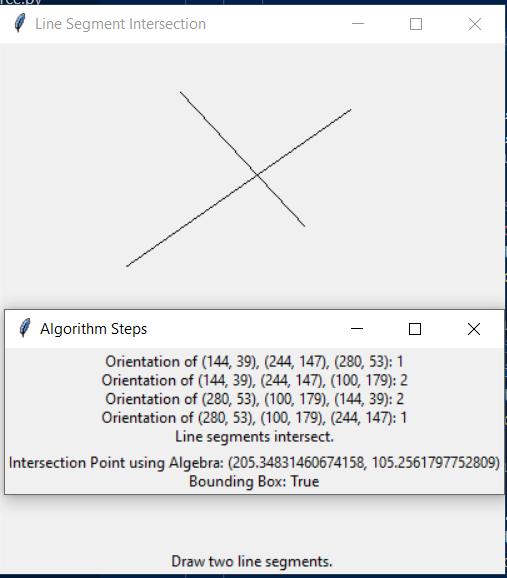 rce.py
Line Segment Intersection
Algorithm Steps
Orientation of (144, 39), (244, 147), (280, 53): 1
Orientation of (144, 39), (244, 147), (100, 179): 2
Orientation of (280, 53), (100, 179), (144, 39): 2
Orientation of (280, 53), (100, 179), (244, 147): 1
Line segments intersect.
Intersection Point using Algebra: (205.34831460674158, 105.2561797752809)
Bounding Box: True
Draw two line segments.